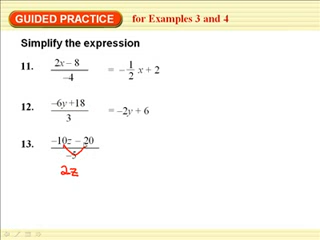 GUIDED PRACTICE for Examples 3 and 4
Simplify the expression
11. (2x − 8)/(−4) = −(1/2)x + 2
12. (−6y +18)/3 = −2y + 6
13. (−10z − 20)/(−5)
2z